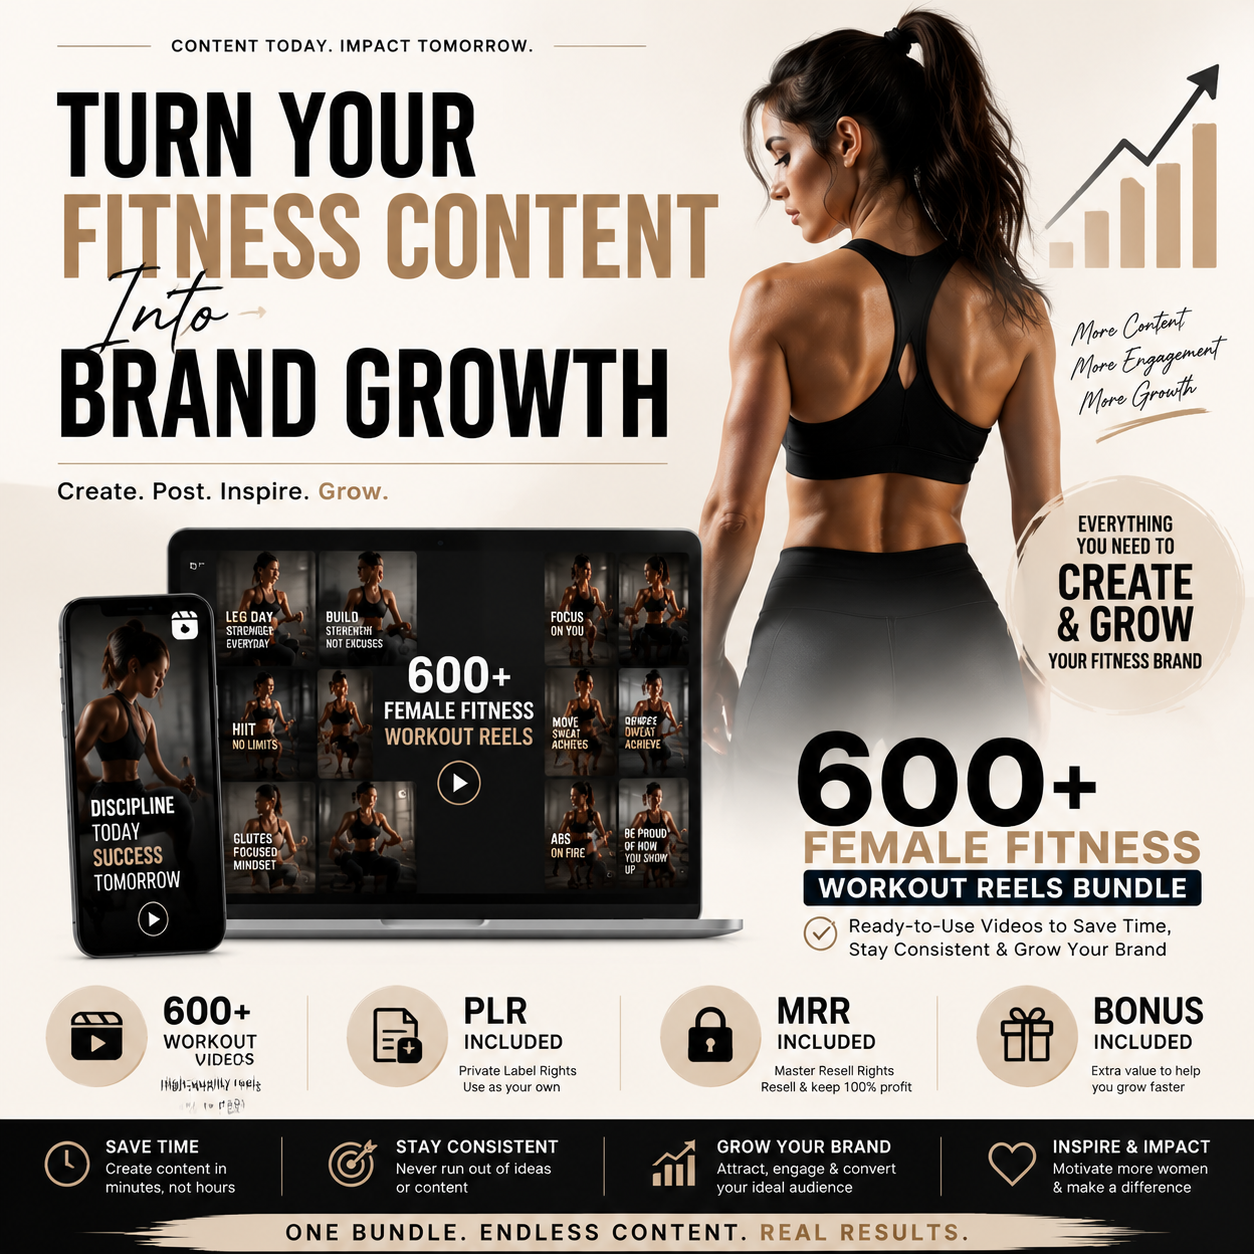 CONTENT TODAY. IMPACT TOMORROW.
TURN YOUR
FITNESS CONTENT
Into
BRAND GROWTH
Create. Post. Inspire. Grow.
More Content
More Engagement
More Growth
EVERYTHING
YOU NEED TO
CREATE
& GROW
YOUR FITNESS BRAND
DISCIPLINE
TODAY
SUCCESS
TOMORROW
LEG DAY
STRONGER
EVERYDAY
BUILD
STRENGTH
NOT EXCUSES
HIIT
NO LIMITS
GLUTES
FOCUSED
MINDSET
600+
FEMALE FITNESS
WORKOUT REELS
FOCUS
ON YOU
MOVE
SWEAT
SWEAT
ACHIEVE
ABS
ON FIRE
BE PROUD
OF HOW
YOU SHOW
UP
600+
FEMALE FITNESS
WORKOUT REELS BUNDLE
Ready-to-Use Videos to Save Time,
Stay Consistent & Grow Your Brand
600+
WORKOUT
VIDEOS
PLR
INCLUDED
Private Label Rights
Use as your own
MRR
INCLUDED
Master Resell Rights
Resell & keep 100% profit
BONUS
INCLUDED
Extra value to help
you grow faster
SAVE TIME
Create content in
minutes, not hours
STAY CONSISTENT
Never run out of ideas
or content
GROW YOUR BRAND
Attract, engage & convert
your ideal audience
INSPIRE & IMPACT
Motivate more women
& make a difference
ONE BUNDLE. ENDLESS CONTENT. REAL RESULTS.